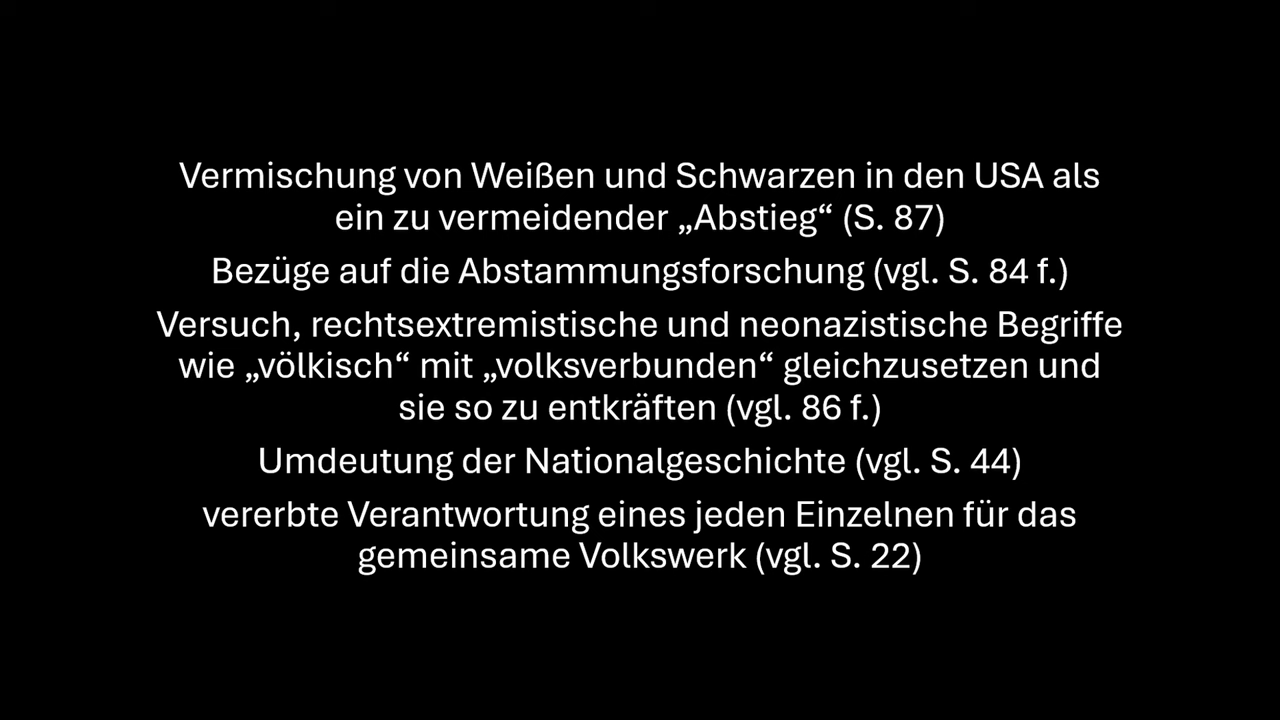 Vermischung von Weißen und Schwarzen in den USA als
ein zu vermeidender „Abstieg“ (S. 87)
Bezüge auf die Abstammungsforschung (vgl. S. 84 f.)
Versuch, rechtsextremistische und neonazistische Begriffe
wie „völkisch“ mit „volksverbunden“ gleichzusetzen und
sie so zu entkräften (vgl. 86 f.)
Umdeutung der Nationalgeschichte (vgl. S. 44)
vererbte Verantwortung eines jeden Einzelnen für das
gemeinsame Volkswerk (vgl. S. 22)